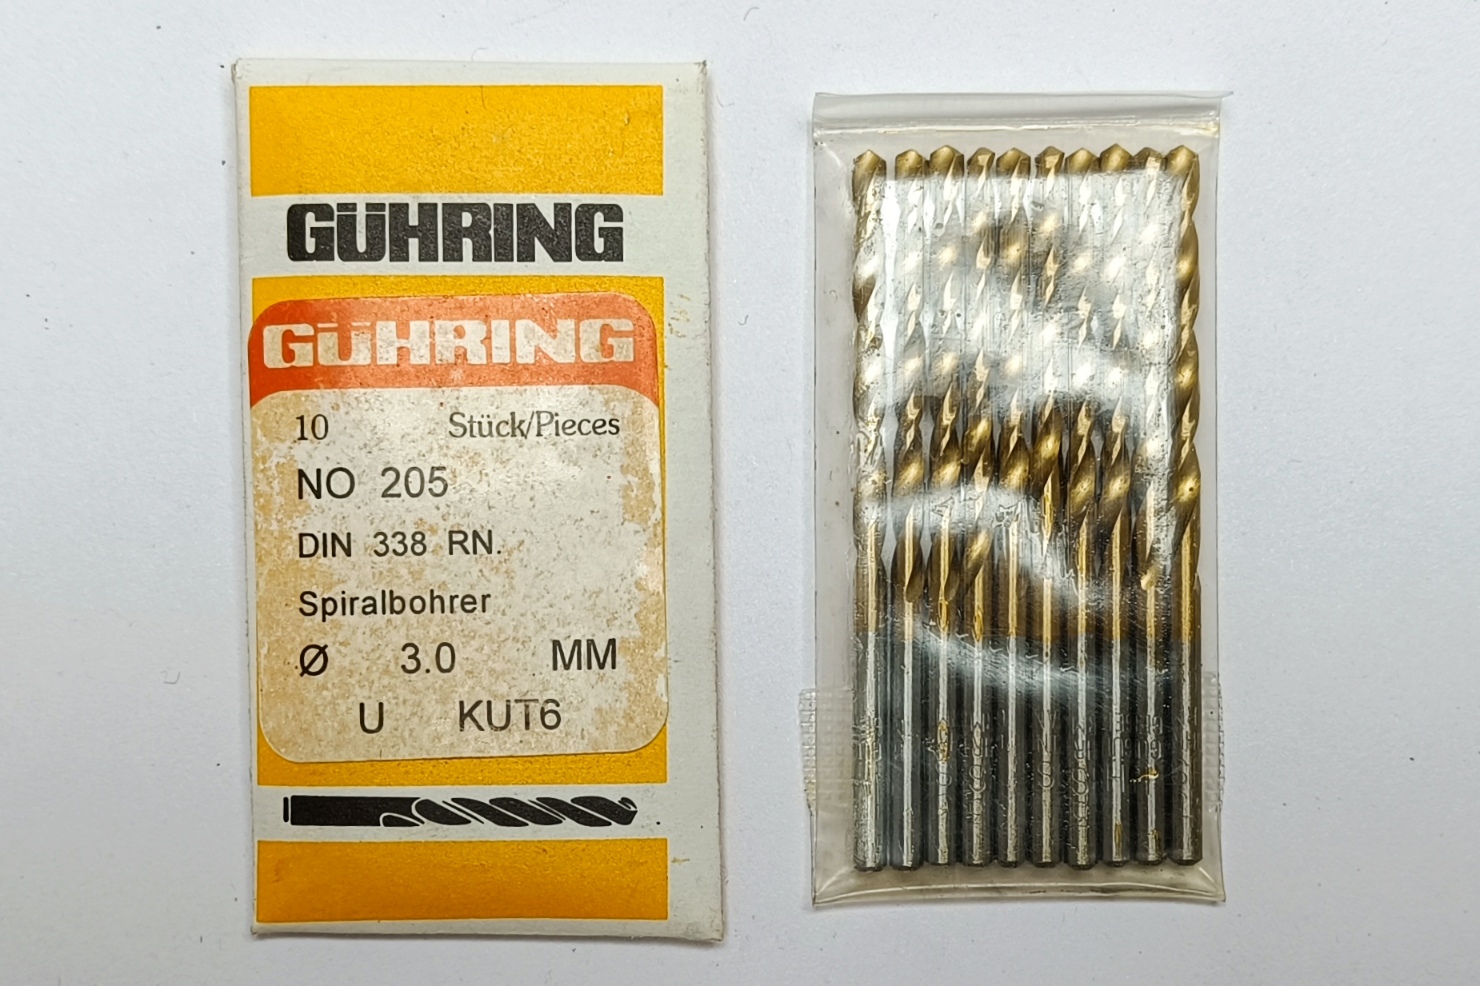 GÜHRING
GÜHRING
10 Stück/Pieces
NO 205
DIN 338 RN.
Spiralbohrer
Ø 3.0 MM
U KUT6